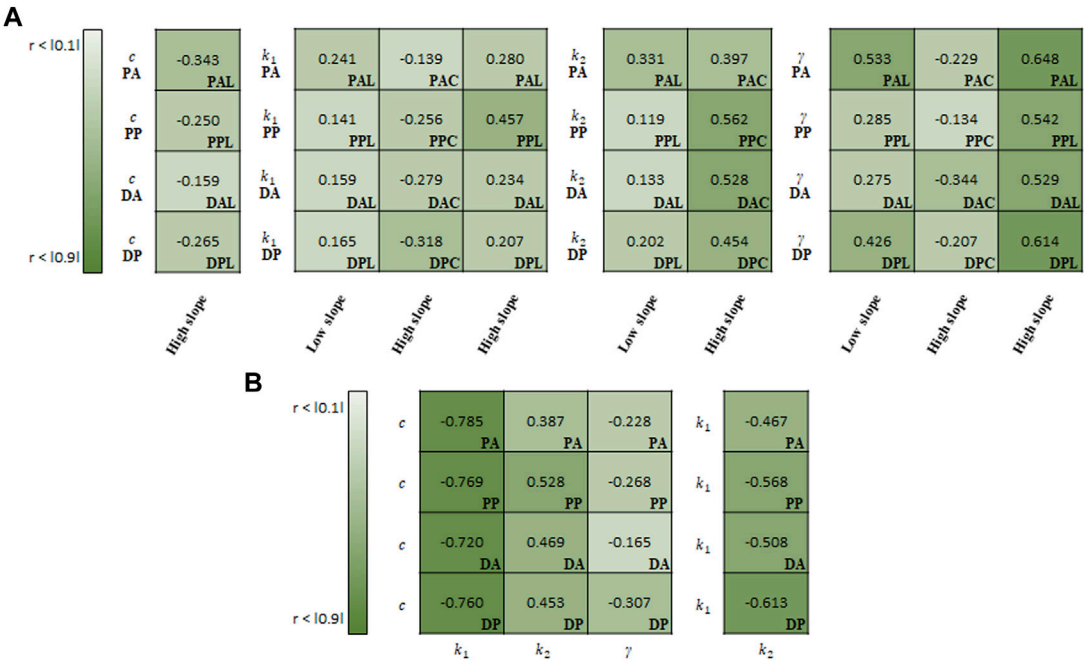 A
r < |0.1|
r < |0.9|
c PA -0.343 PAL
c PP -0.250 PPL
c DA -0.159 DAL
c DP -0.265 DPL
High slope
k₁ PA 0.241 PAL -0.139 PAC 0.280 PAL
k₁ PP 0.141 PPL -0.256 PPC 0.457 PPL
k₁ DA 0.159 DAL -0.279 DAC 0.234 DAL
k₁ DP 0.165 DPL -0.318 DPC 0.207 DPL
Low slope High slope High slope
k₂ PA 0.331 PAL 0.397 PAC
k₂ PP 0.119 PPL 0.562 PPC
k₂ DA 0.133 DAL 0.528 DAC
k₂ DP 0.202 DPL 0.454 DPC
Low slope High slope
γ PA 0.533 PAL -0.229 PAC 0.648 PAL
γ PP 0.285 PPL -0.134 PPC 0.542 PPL
γ DA 0.275 DAL -0.344 DAC 0.529 DAL
γ DP 0.426 DPL -0.207 DPC 0.614 DPL
Low slope High slope High slope
B
r < |0.1|
r < |0.9|
c -0.785 PA 0.387 PA -0.228 PA
c -0.769 PP 0.528 PP -0.268 PP
c -0.720 DA 0.469 DA -0.165 DA
c -0.760 DP 0.453 DP -0.307 DP
k₁ k₂ γ
k₁ -0.467 PA
k₁ -0.568 PP
k₁ -0.508 DA
k₁ -0.613 DP
k₂